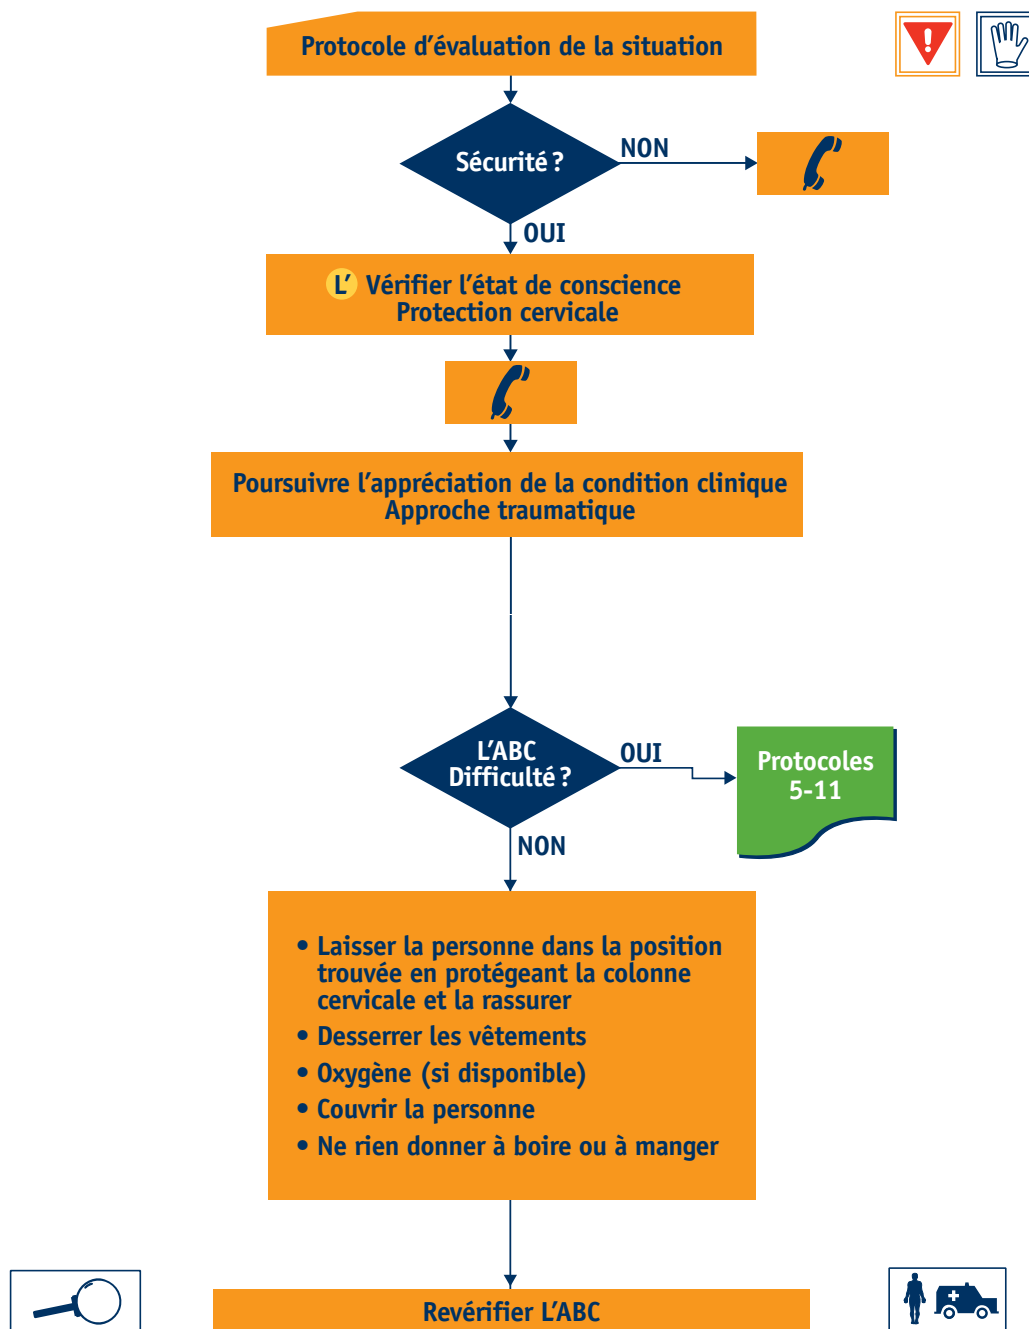 Protocole d'évaluation de la situation
!
Sécurité ?
NON
OUI
L' Vérifier l'état de conscience
Protection cervicale
Poursuivre l'appréciation de la condition clinique
Approche traumatique
L'ABC
Difficulté ?
OUI
Protocoles
5-11
NON
• Laisser la personne dans la position
trouvée en protégeant la colonne
cervicale et la rassurer
• Desserrer les vêtements
• Oxygène (si disponible)
• Couvrir la personne
• Ne rien donner à boire ou à manger
Revérifier L'ABC